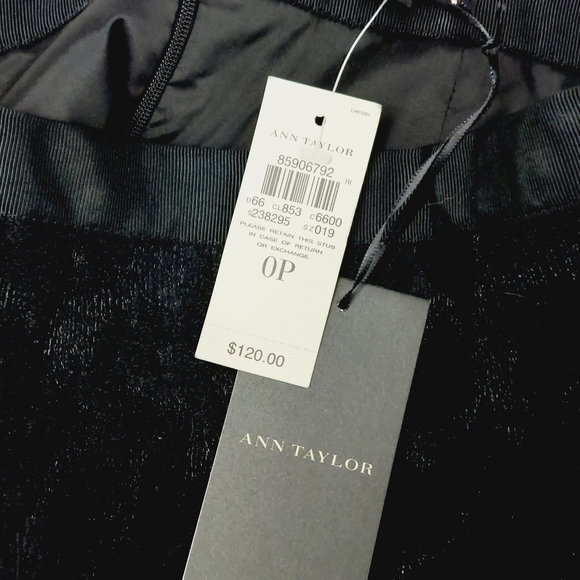 ANN TAYLOR
85906792 RI
D66 CL853 C6600
S238295 SZ019
PLEASE RETAIN THIS STUB
IN CASE OF RETURN
OR EXCHANGE.
0P
$120.00
ANN TAYLOR